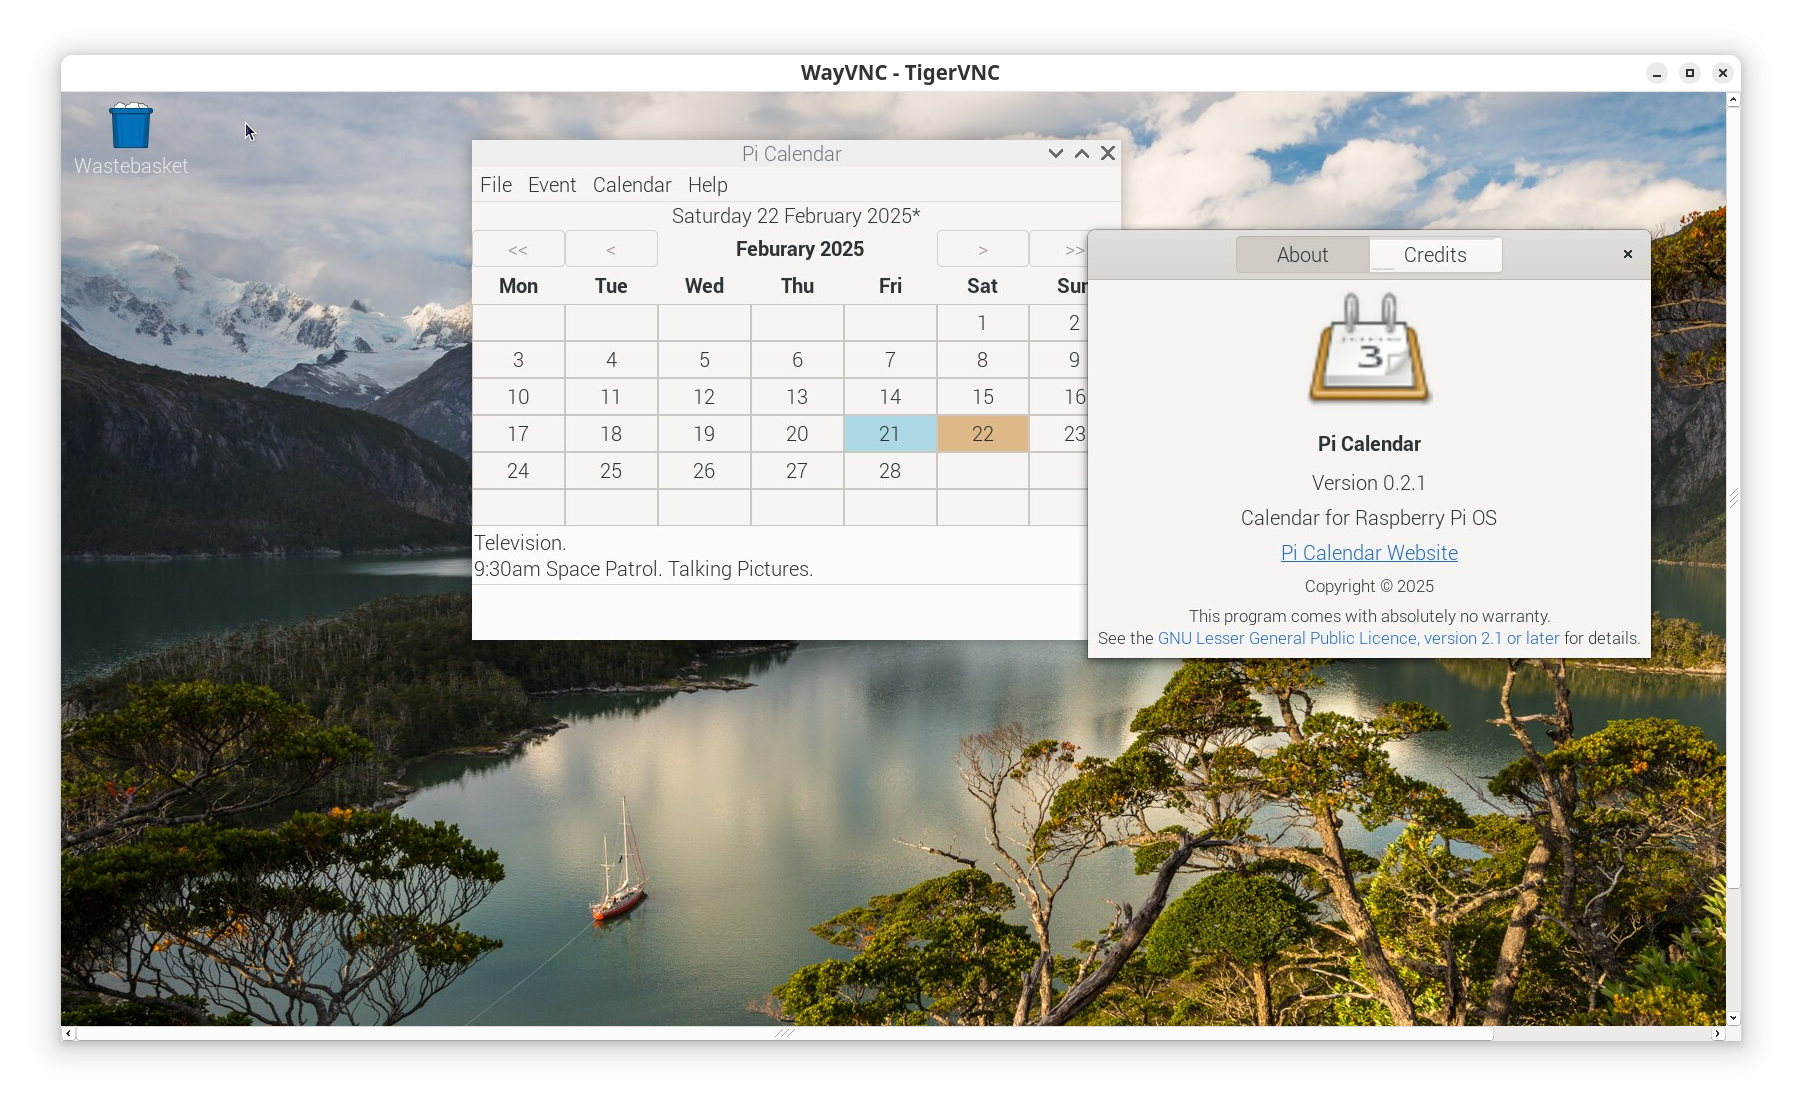 WayVNC - TigerVNC
Wastebasket
Pi Calendar
File Event Calendar Help
Saturday 22 February 2025*
<< < Feburary 2025 > >>
Mon Tue Wed Thu Fri Sat Sun
1 2
3 4 5 6 7 8 9
10 11 12 13 14 15 16
17 18 19 20 21 22 23
24 25 26 27 28
Television.
9:30am Space Patrol. Talking Pictures.
About Credits
3
Pi Calendar
Version 0.2.1
Calendar for Raspberry Pi OS
Pi Calendar Website
Copyright © 2025
This program comes with absolutely no warranty.
See the GNU Lesser General Public Licence, version 2.1 or later for details.